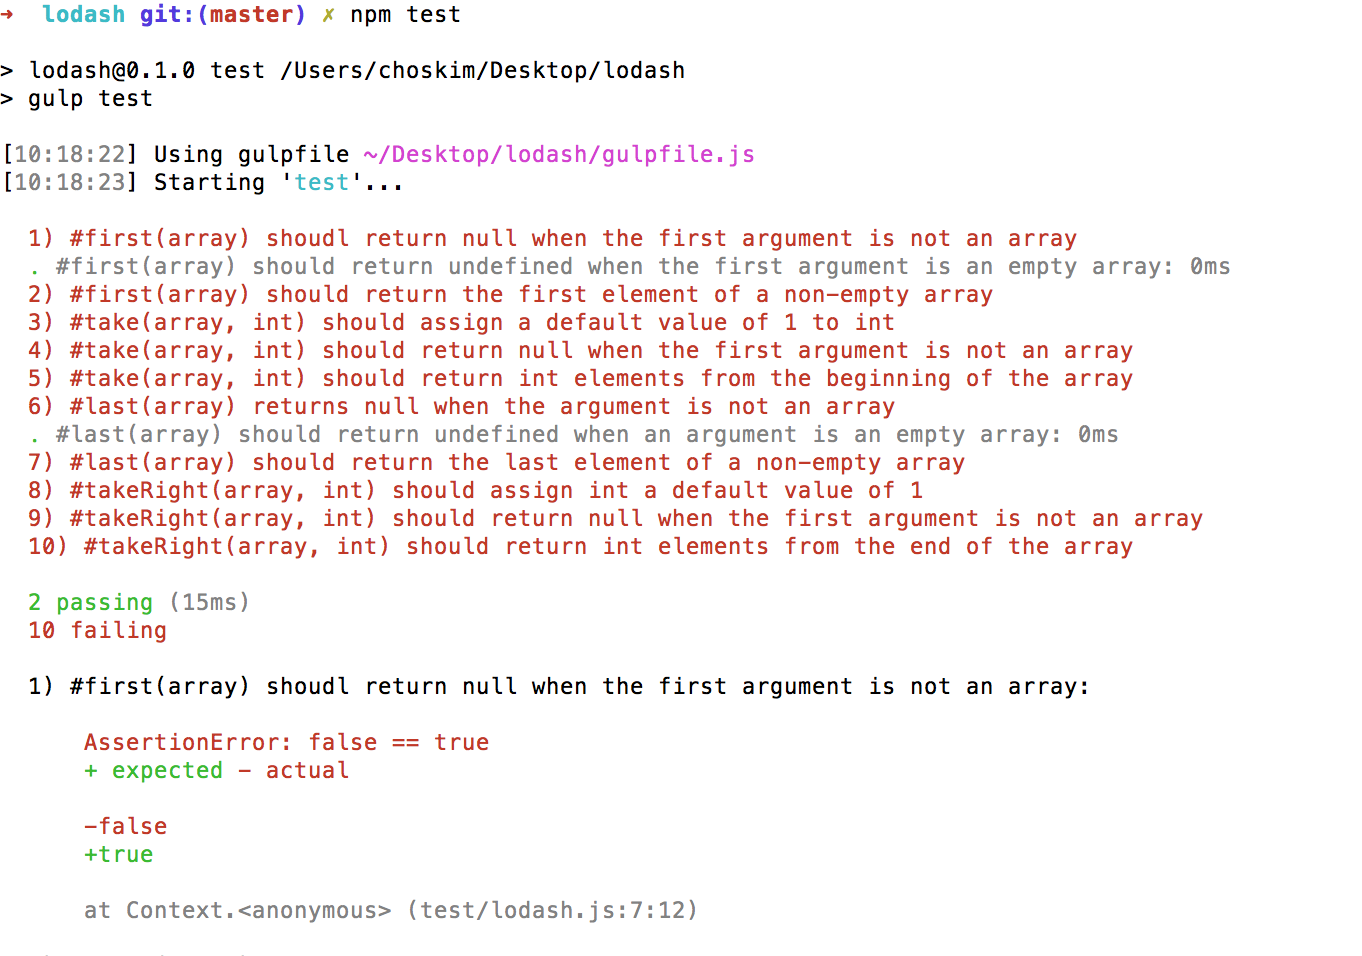 → lodash git:(master) ✗ npm test
> lodash@0.1.0 test /Users/choskim/Desktop/lodash
> gulp test
[10:18:22] Using gulpfile ~/Desktop/lodash/gulpfile.js
[10:18:23] Starting 'test'...
1) #first(array) shoudl return null when the first argument is not an array
. #first(array) should return undefined when the first argument is an empty array: 0ms
2) #first(array) should return the first element of a non-empty array
3) #take(array, int) should assign a default value of 1 to int
4) #take(array, int) should return null when the first argument is not an array
5) #take(array, int) should return int elements from the beginning of the array
6) #last(array) returns null when the argument is not an array
. #last(array) should return undefined when an argument is an empty array: 0ms
7) #last(array) should return the last element of a non-empty array
8) #takeRight(array, int) should assign int a default value of 1
9) #takeRight(array, int) should return null when the first argument is not an array
10) #takeRight(array, int) should return int elements from the end of the array
2 passing (15ms)
10 failing
1) #first(array) shoudl return null when the first argument is not an array:
AssertionError: false == true
+ expected - actual
-false
+true
at Context.<anonymous> (test/lodash.js:7:12)